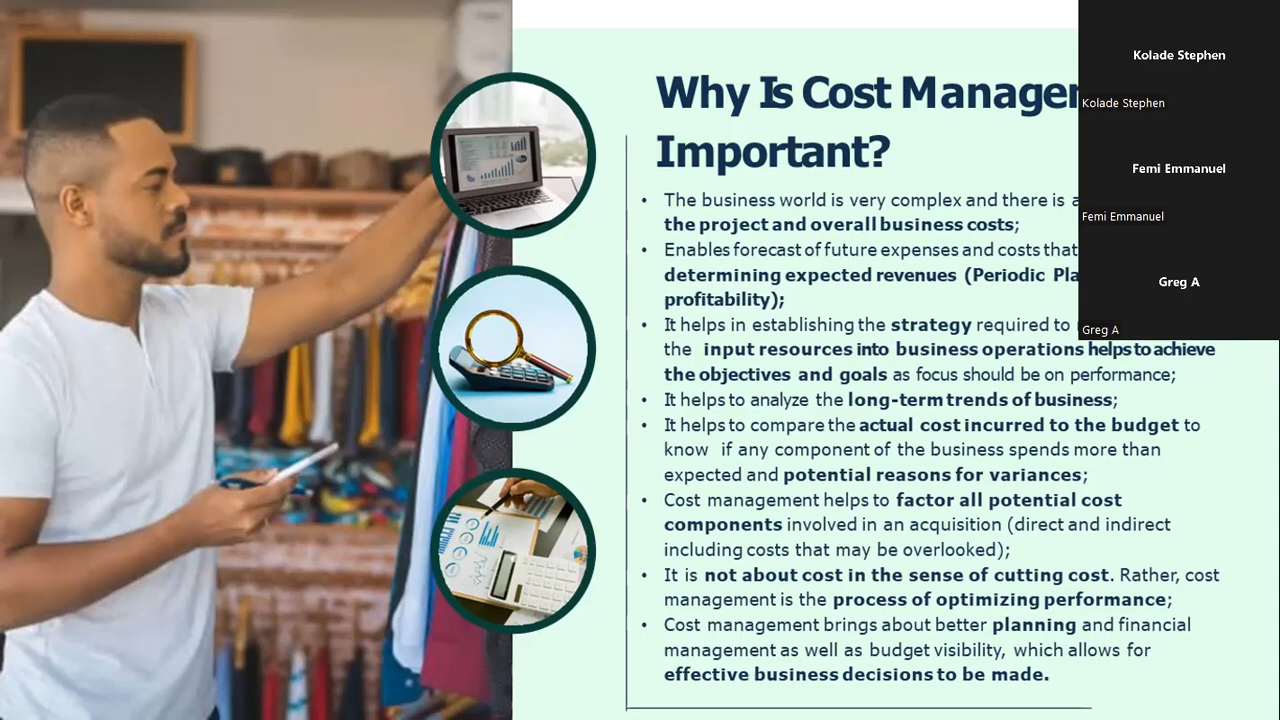 Why Is Cost Manager
Important?
• The business world is very complex and there is a
the project and overall business costs;
• Enables forecast of future expenses and costs that
determining expected revenues (Periodic Pla
profitability);
• It helps in establishing the strategy required to
the input resources into business operations helps to achieve
the objectives and goals as focus should be on performance;
• It helps to analyze the long-term trends of business;
• It helps to compare the actual cost incurred to the budget to
know if any component of the business spends more than
expected and potential reasons for variances;
• Cost management helps to factor all potential cost
components involved in an acquisition (direct and indirect
including costs that may be overlooked);
• It is not about cost in the sense of cutting cost. Rather, cost
management is the process of optimizing performance;
• Cost management brings about better planning and financial
management as well as budget visibility, which allows for
effective business decisions to be made.
Kolade Stephen
Kolade Stephen
Femi Emmanuel
Femi Emmanuel
Greg A
Greg A